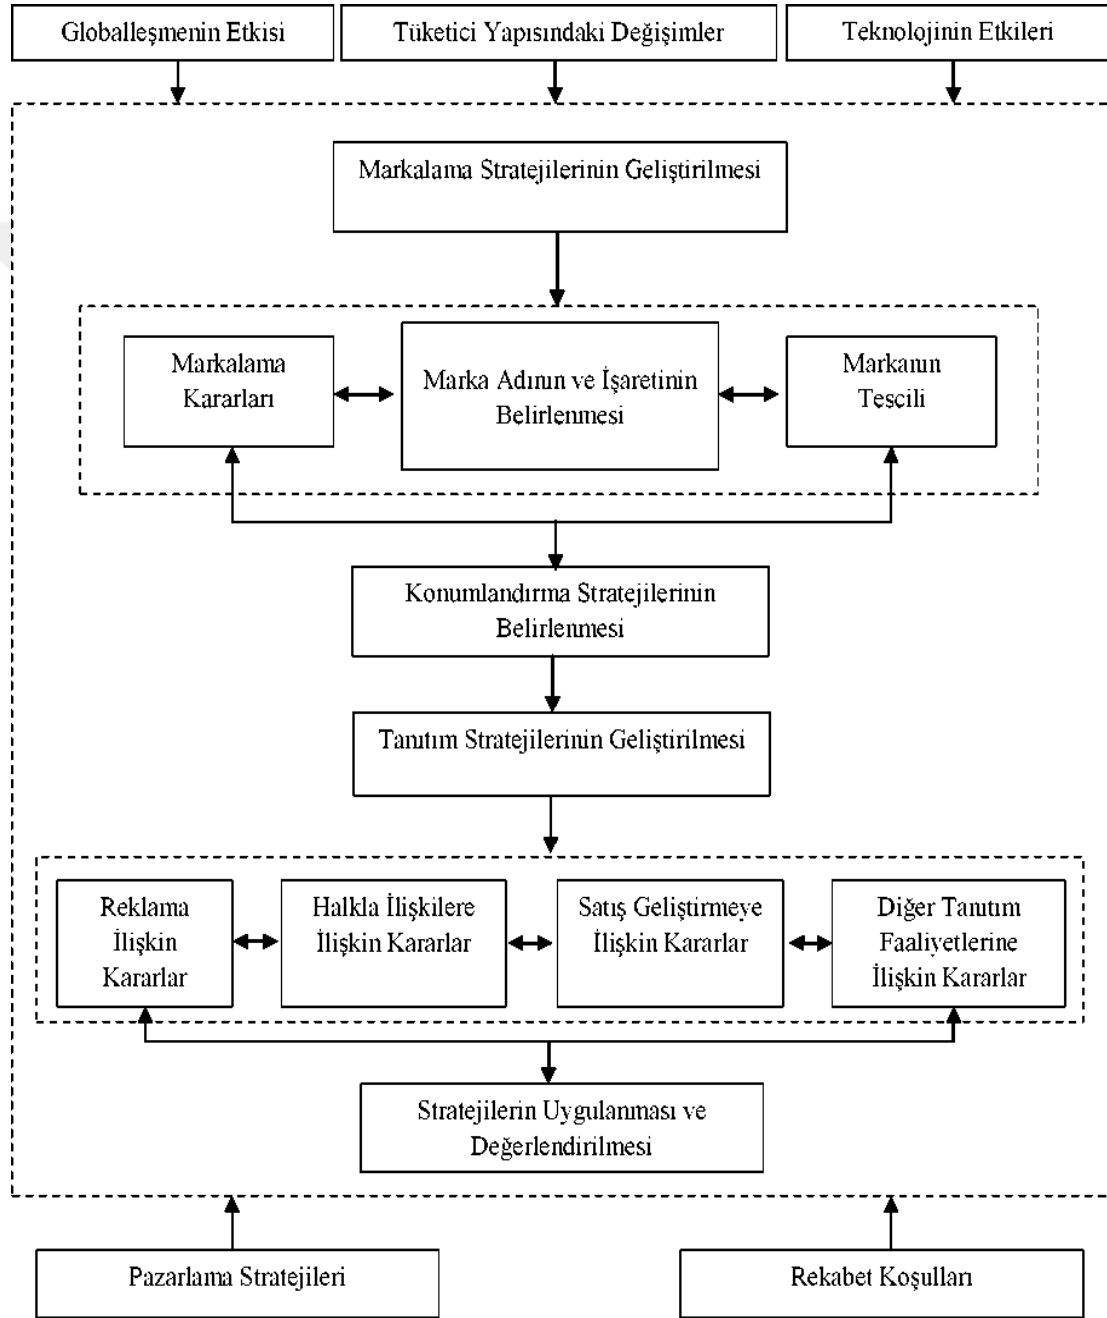 Globalleşmenin Etkisi
Tüketici Yapısındaki Değişimler
Teknolojinin Etkileri
Markalama Stratejilerinin Geliştirilmesi
Markalama
Kararları
Marka Adının ve İşaretinin
Belirlenmesi
Markanın
Tescili
Konumlandırma Stratejilerinin
Belirlenmesi
Tanıtım Stratejilerinin Geliştirilmesi
Reklama
İlişkin
Kararlar
Halkla İlişkilere
İlişkin Kararlar
Satış Geliştirmeye
İlişkin Kararlar
Diğer Tanıtım
Faaliyetlerine
İlişkin Kararlar
Stratejilerin Uygulanması ve
Değerlendirilmesi
Pazarlama Stratejileri
Rekabet Koşulları